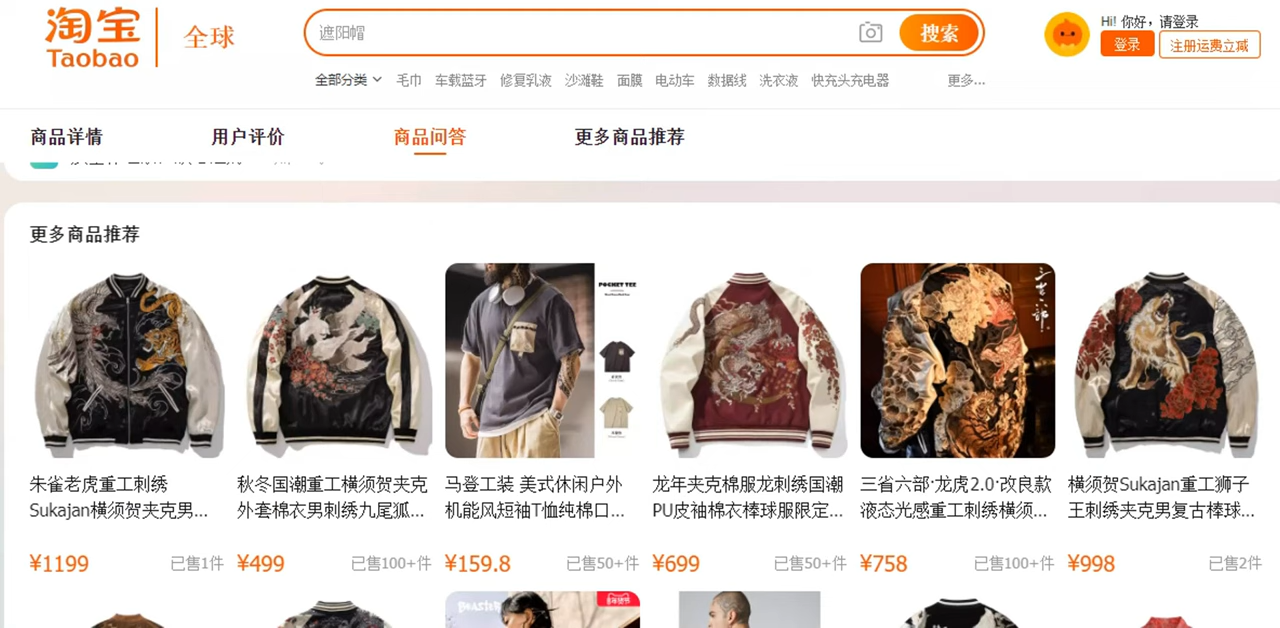 淘宝
Taobao
全球
遮阳帽
搜索
Hi! 你好，请登录
登录
注册运费立减
全部分类
毛巾
车载蓝牙
修复乳液
沙滩鞋
面膜
电动车
数据线
洗衣液
快充头充电器
更多...
商品详情
用户评价
商品问答
更多商品推荐
更多商品推荐
POCKET TEE
三省六部
朱雀老虎重工刺绣
Sukajan横须贺夹克男...
¥1199
已售1件
秋冬国潮重工横须贺夹克
外套棉衣男刺绣九尾狐...
¥499
已售100+件
马登工装 美式休闲户外
机能风短袖T恤纯棉口...
¥159.8
已售50+件
龙年夹克棉服龙刺绣国潮
PU皮袖棉衣棒球服限定...
¥699
已售50+件
三省六部·龙虎2.0·改良款
液态光感重工刺绣横须...
¥758
已售100+件
横须贺Sukajan重工狮子
王刺绣夹克男复古棒球...
¥998
已售2件
BEASTER